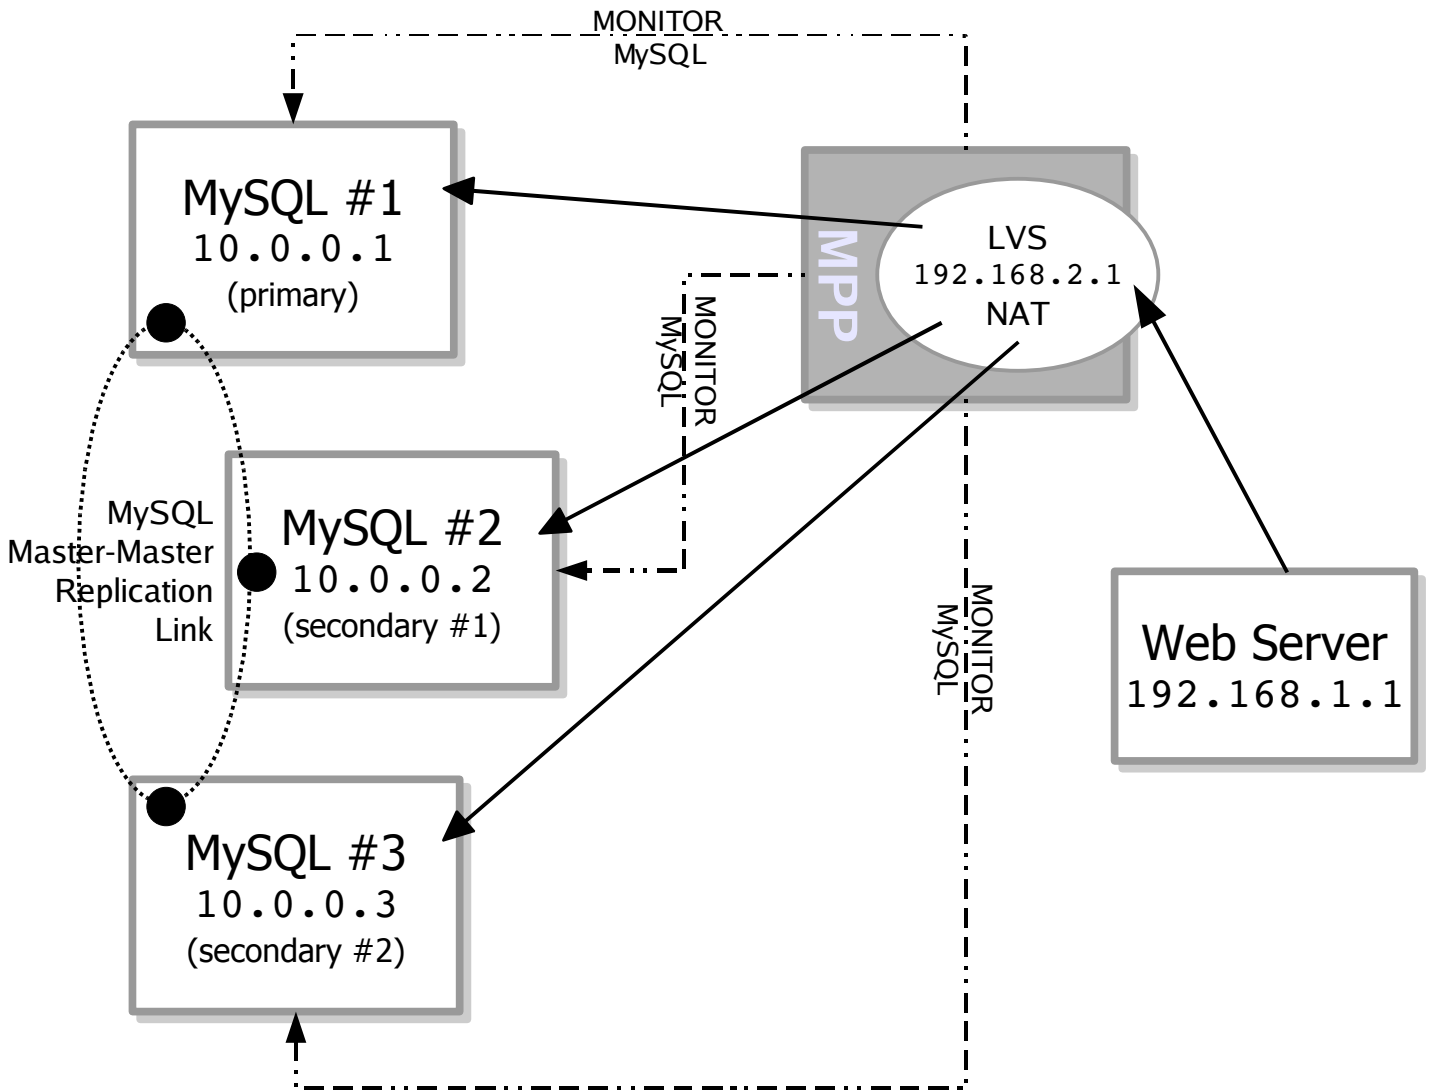 MONITOR
MySQL
MySQL #1
10.0.0.1
(primary)
MPP
LVS
192.168.2.1
NAT
MONITOR
MySQL
MySQL
Master-Master
Replication
Link
MySQL #2
10.0.0.2
(secondary #1)
MONITOR
MySQL
Web Server
192.168.1.1
MySQL #3
10.0.0.3
(secondary #2)